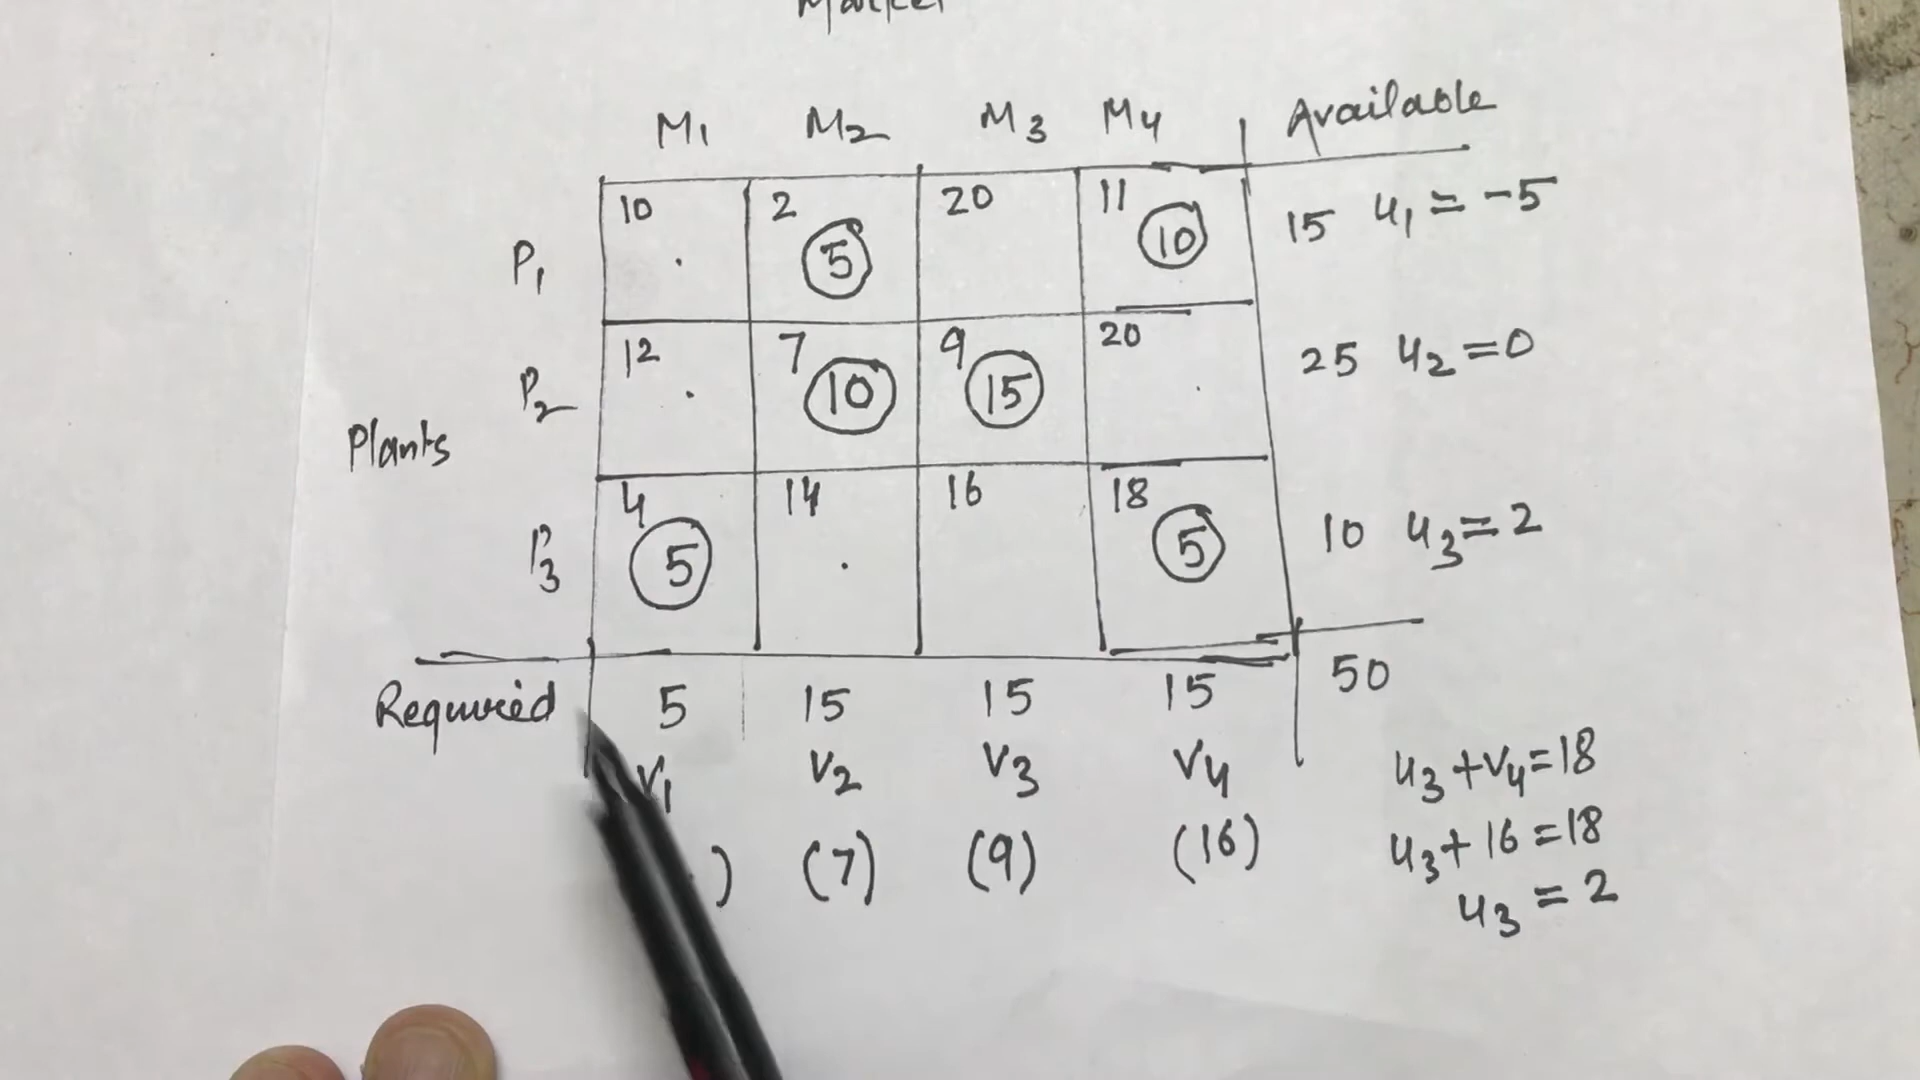 Market
M1 M2 M3 M4 Available
10 2 20 11
P1 5 10 15 u1 = -5
12 7 9 20
P2 10 15 25 u2 = 0
Plants
4 14 16 18
P3 5 5 10 u3 = 2
Required 5 15 15 15 50
V1 V2 V3 V4 u3 + V4 = 18
) (7) (9) (16) u3 + 16 = 18
u3 = 2